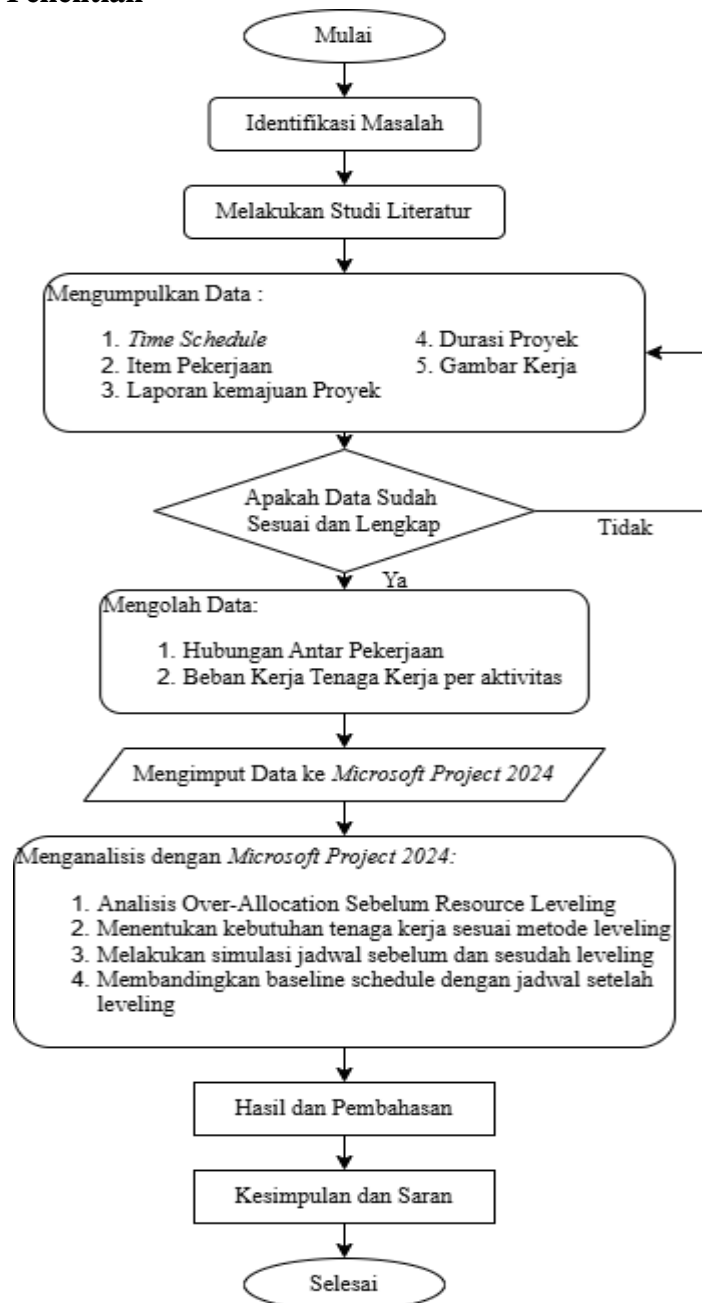 Penelitian
Mulai
Identifikasi Masalah
Melakukan Studi Literatur
Mengumpulkan Data :
1. Time Schedule
2. Item Pekerjaan
3. Laporan kemajuan Proyek
4. Durasi Proyek
5. Gambar Kerja
Apakah Data Sudah
Sesuai dan Lengkap
Tidak
Ya
Mengolah Data:
1. Hubungan Antar Pekerjaan
2. Beban Kerja Tenaga Kerja per aktivitas
Mengimput Data ke Microsoft Project 2024
Menganalisis dengan Microsoft Project 2024:
1. Analisis Over-Allocation Sebelum Resource Leveling
2. Menentukan kebutuhan tenaga kerja sesuai metode leveling
3. Melakukan simulasi jadwal sebelum dan sesudah leveling
4. Membandingkan baseline schedule dengan jadwal setelah
leveling
Hasil dan Pembahasan
Kesimpulan dan Saran
Selesai